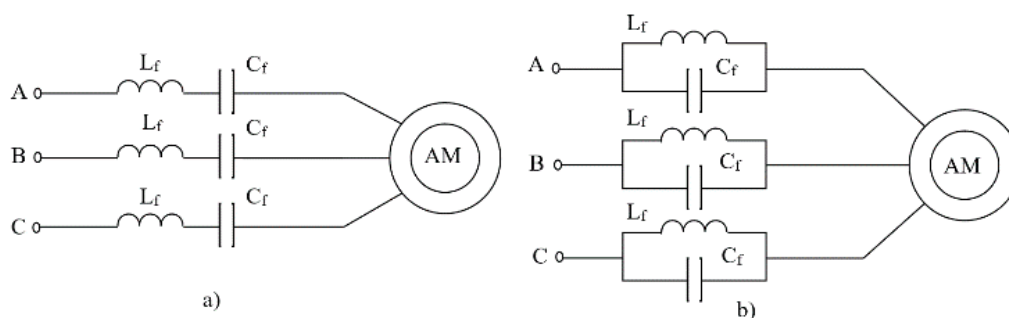 L_f C_f
A
L_f C_f
B AM
L_f C_f
C
a)
L_f
A C_f
L_f
B C_f AM
L_f
C C_f
b)